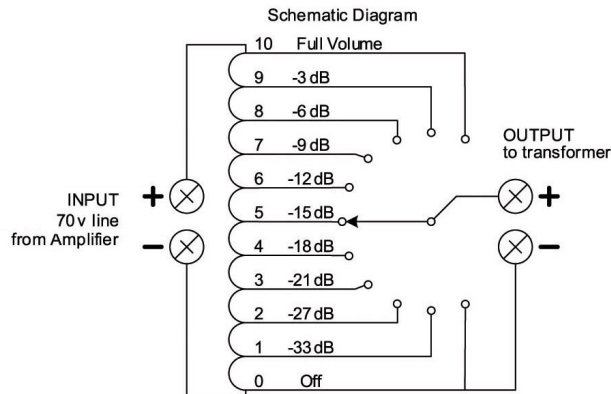 Schematic Diagram
10 Full Volume
9 -3 dB
8 -6 dB
7 -9 dB
6 -12 dB
5 -15 dB
4 -18 dB
3 -21 dB
2 -27 dB
1 -33 dB
0 Off
INPUT
70 v line
from Amplifier
+
−
OUTPUT
to transformer
+
−